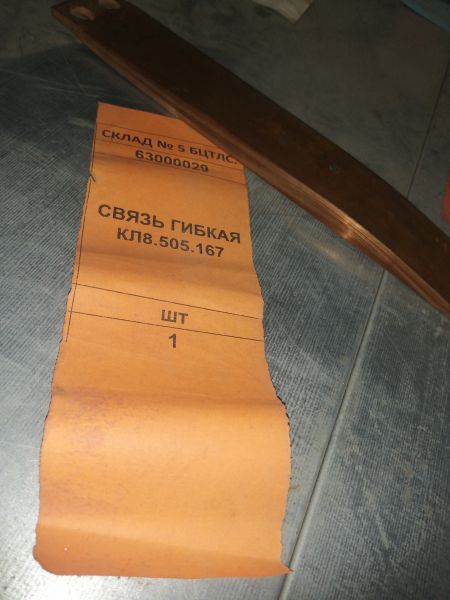 СКЛАД № 5 БЦТЛС.
63000029
СВЯЗЬ ГИБКАЯ
КЛ8.505.167
ШТ
1